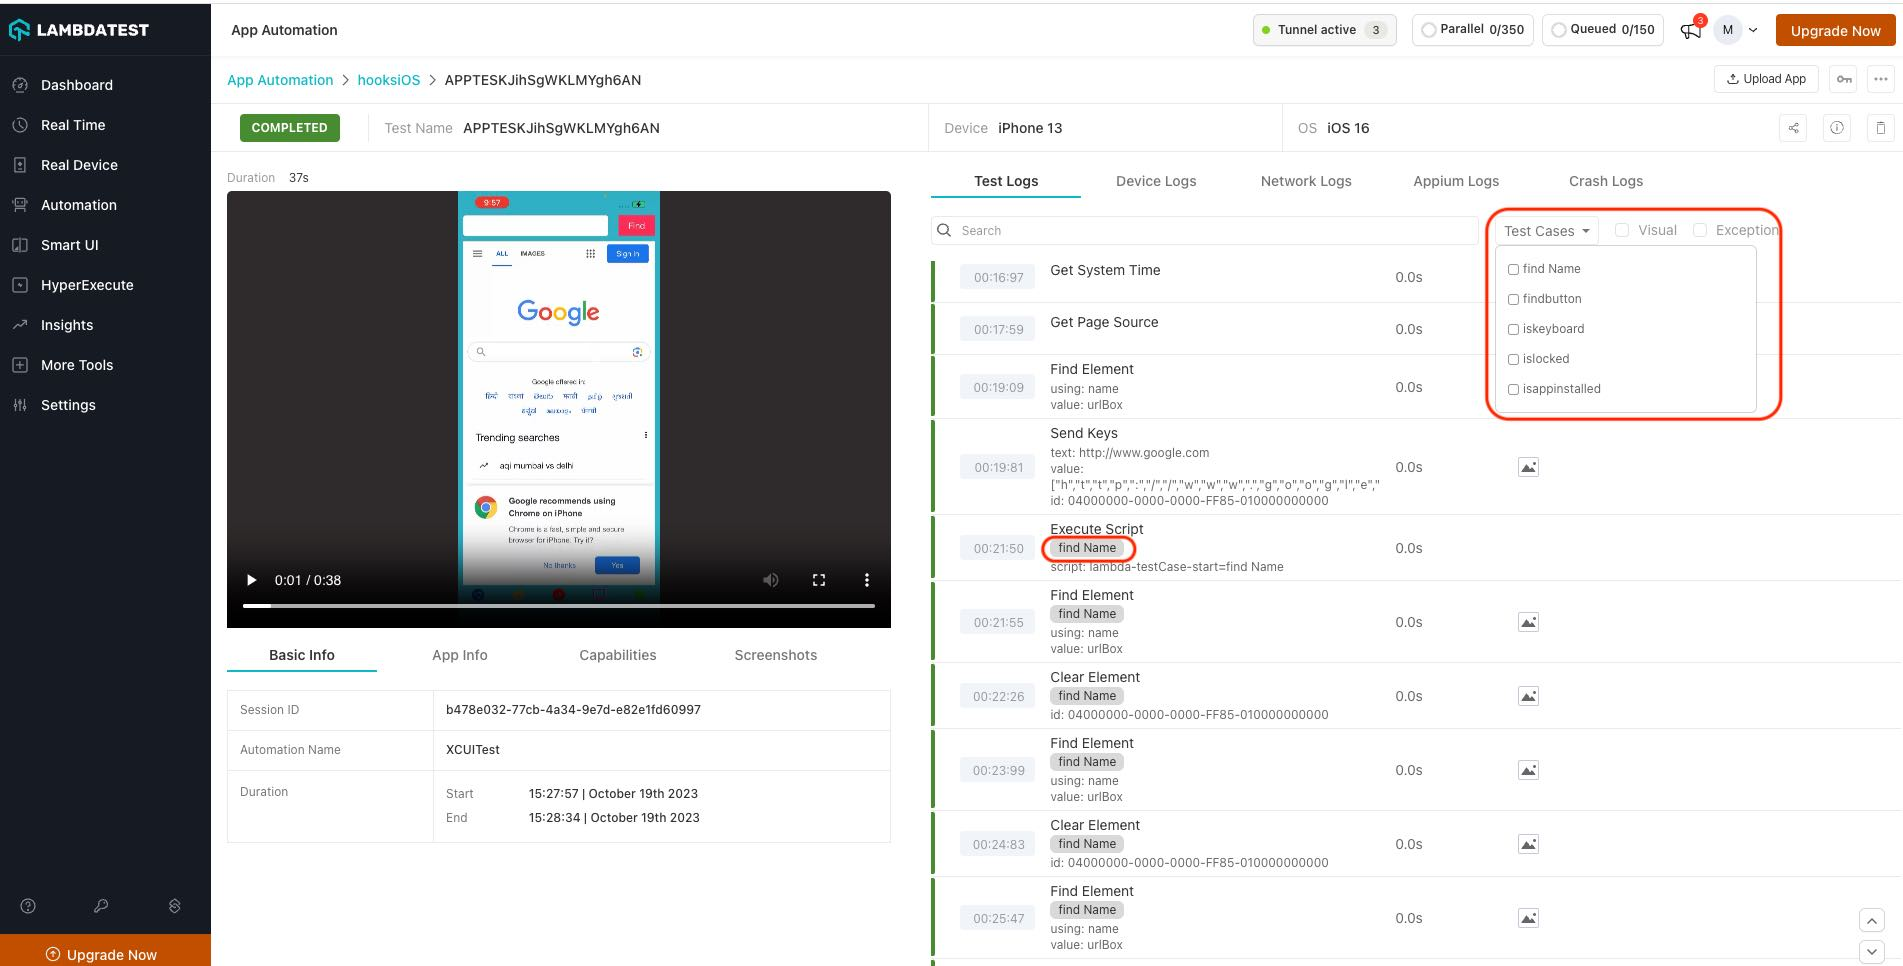 LAMBDATEST
Dashboard
Real Time
Real Device
Automation
Smart UI
HyperExecute
Insights
More Tools
Settings
Upgrade Now
App Automation
Tunnel active 3
Parallel 0/350
Queued 0/150
3
M
Upgrade Now
App Automation > hooksiOS > APPTESKJihSgWKLMYgh6AN
Upload App
COMPLETED
Test Name APPTESKJihSgWKLMYgh6AN
Device iPhone 13
OS iOS 16
Duration 37s
9:57
Find
ALL IMAGES
Sign in
Google
Google offered in:
हिन्दी বাংলা తెలుగు मराठी தமிழ் ગુજરાતી
ಕನ್ನಡ മലയാളം ਪੰਜਾਬੀ
Trending searches
aqi mumbai vs delhi
Google recommends using
Chrome on iPhone
Chrome is a fast, simple and secure
browser for iPhone. Try it?
No thanks Yes
0:01 / 0:38
Basic Info App Info Capabilities Screenshots
Session ID b478e032-77cb-4a34-9e7d-e82e1fd60997
Automation Name XCUITest
Duration Start 15:27:57 | October 19th 2023
End 15:28:34 | October 19th 2023
Test Logs Device Logs Network Logs Appium Logs Crash Logs
Search
Test Cases Visual Exception
find Name
findbutton
iskeyboard
islocked
isappinstalled
00:16:97 Get System Time 0.0s
00:17:59 Get Page Source 0.0s
00:19:09 Find Element 0.0s
using: name
value: urlBox
00:19:81 Send Keys 0.0s
text: http://www.google.com
value:
["h","t","t","p",":","/","/","w","w","w",".","g","o","o","g","l","e","
id: 04000000-0000-0000-FF85-010000000000
00:21:50 Execute Script 0.0s
find Name
script: lambda-testCase-start=find Name
00:21:55 Find Element 0.0s
find Name
using: name
value: urlBox
00:22:26 Clear Element 0.0s
find Name
id: 04000000-0000-0000-FF85-010000000000
00:23:99 Find Element 0.0s
find Name
using: name
value: urlBox
00:24:83 Clear Element 0.0s
find Name
id: 04000000-0000-0000-FF85-010000000000
00:25:47 Find Element 0.0s
find Name
using: name
value: urlBox